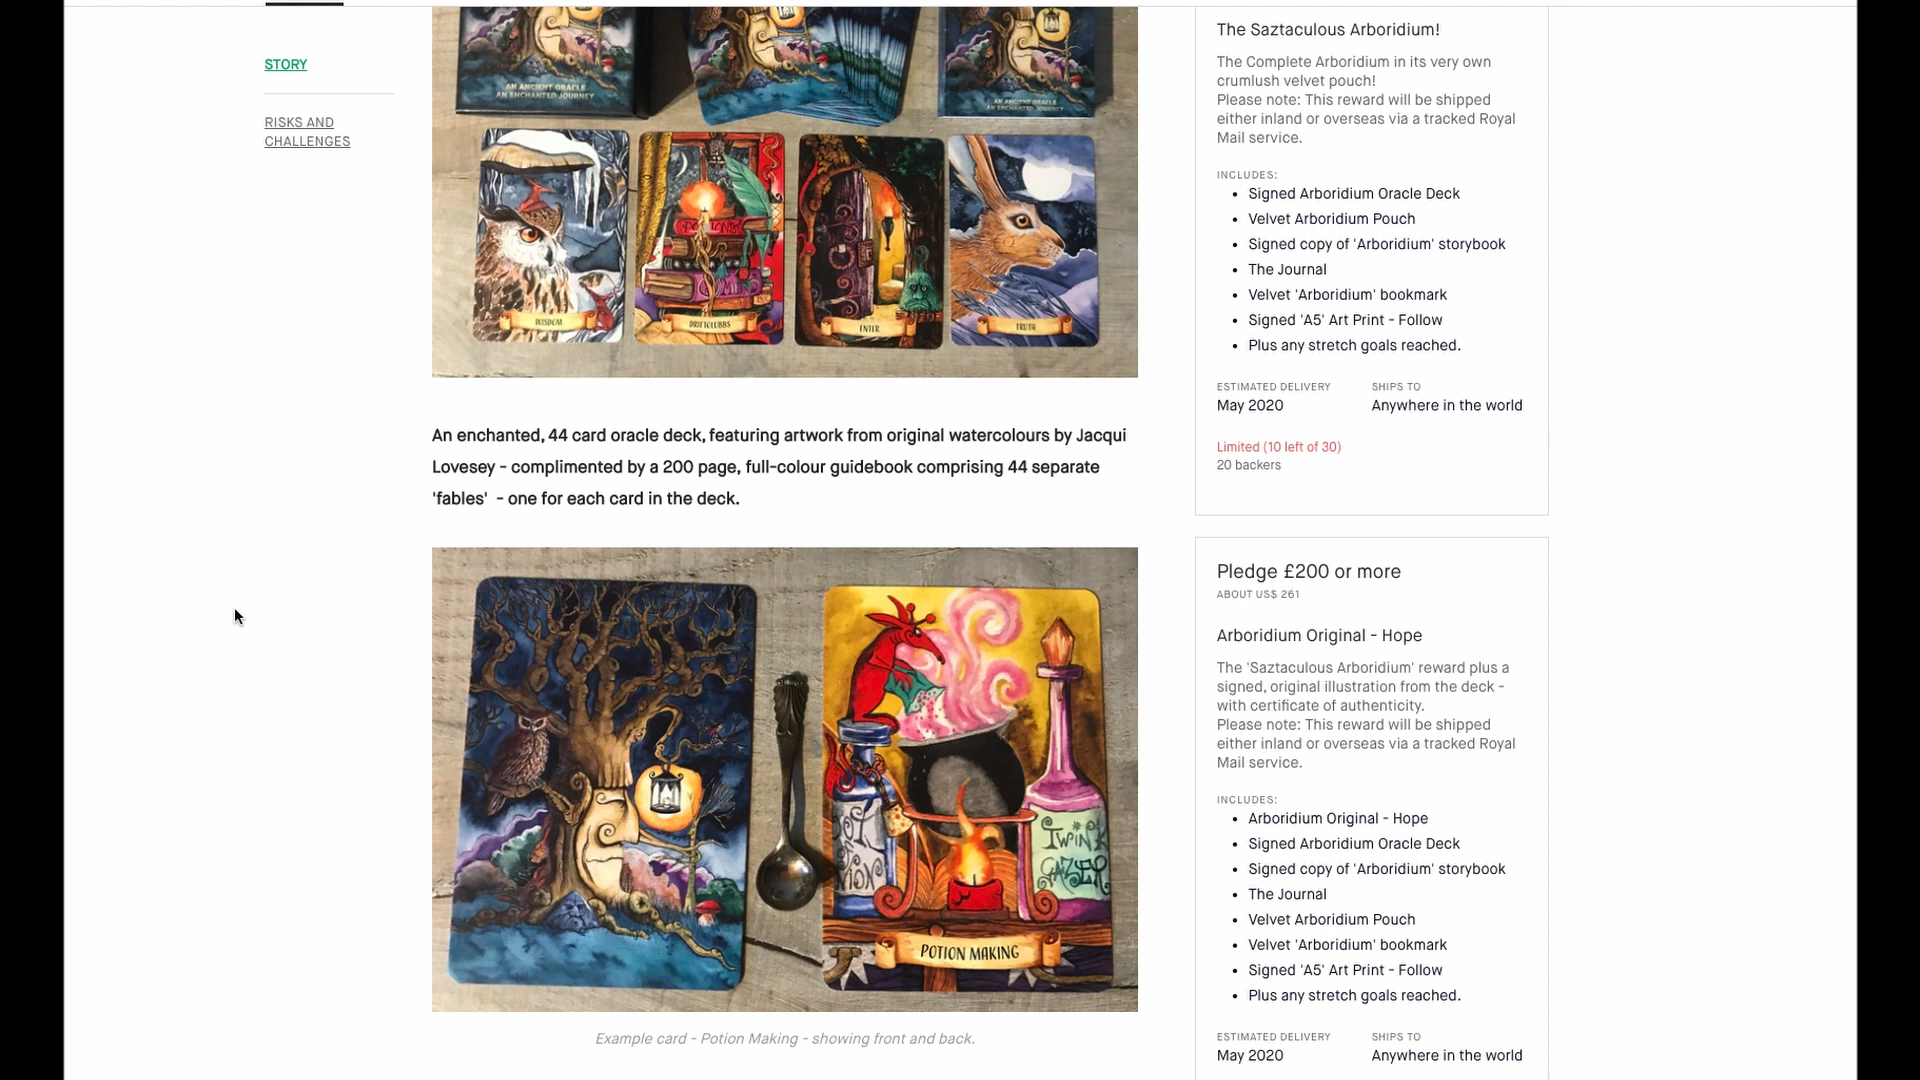 STORY
RISKS AND
CHALLENGES
AN ANCIENT ORACLE
AN ENCHANTED JOURNEY
WISDOM
DRIFTGLUBBS
ENTER
TRUTH
An enchanted, 44 card oracle deck, featuring artwork from original watercolours by Jacqui
Lovesey - complimented by a 200 page, full-colour guidebook comprising 44 separate
'fables'  - one for each card in the deck.
TWINK
GAZER
POTION MAKING
Example card - Potion Making - showing front and back.
The Saztaculous Arboridium!
The Complete Arboridium in its very own
crumlush velvet pouch!
Please note: This reward will be shipped
either inland or overseas via a tracked Royal
Mail service.
INCLUDES:
• Signed Arboridium Oracle Deck
• Velvet Arboridium Pouch
• Signed copy of 'Arboridium' storybook
• The Journal
• Velvet 'Arboridium' bookmark
• Signed 'A5' Art Print - Follow
• Plus any stretch goals reached.
ESTIMATED DELIVERY
May 2020
SHIPS TO
Anywhere in the world
Limited (10 left of 30)
20 backers
Pledge £200 or more
ABOUT US$ 261
Arboridium Original - Hope
The 'Saztaculous Arboridium' reward plus a
signed, original illustration from the deck -
with certificate of authenticity.
Please note: This reward will be shipped
either inland or overseas via a tracked Royal
Mail service.
INCLUDES:
• Arboridium Original - Hope
• Signed Arboridium Oracle Deck
• Signed copy of 'Arboridium' storybook
• The Journal
• Velvet Arboridium Pouch
• Velvet 'Arboridium' bookmark
• Signed 'A5' Art Print - Follow
• Plus any stretch goals reached.
ESTIMATED DELIVERY
May 2020
SHIPS TO
Anywhere in the world